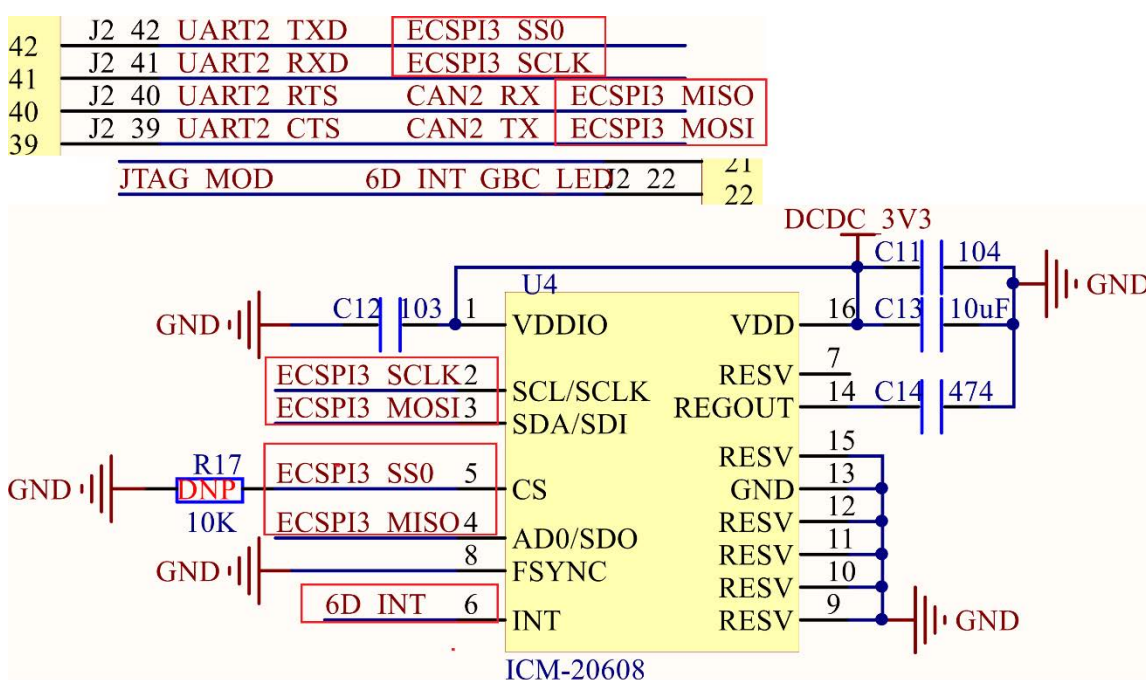 42 J2 42 UART2 TXD ECSPI3 SS0
41 J2 41 UART2 RXD ECSPI3 SCLK
40 J2 40 UART2 RTS CAN2 RX ECSPI3 MISO
39 J2 39 UART2 CTS CAN2 TX ECSPI3 MOSI
21
JTAG MOD 6D INT GBC LED J2 22 22
DCDC 3V3
C11 104
GND
U4
GND C12 103 1 VDDIO VDD 16 C13 10uF
RESV 7
ECSPI3 SCLK 2 SCL/SCLK
REGOUT 14 C14 474
ECSPI3 MOSI 3 SDA/SDI
RESV 15
R17
GND DNP ECSPI3 SS0 5 CS GND 13
10K
RESV 12
ECSPI3 MISO 4 AD0/SDO
RESV 11
GND 8 FSYNC
RESV 10
6D INT 6 INT RESV 9 GND
ICM-20608